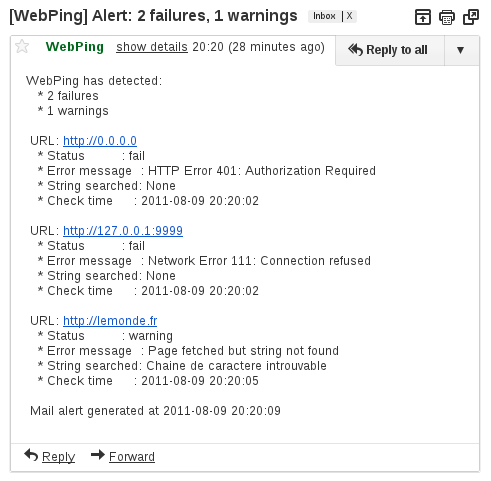 [WebPing] Alert: 2 failures, 1 warnings Inbox | X
WebPing show details 20:20 (28 minutes ago) Reply to all ▼
WebPing has detected:
* 2 failures
* 1 warnings
URL: http://0.0.0.0
* Status : fail
* Error message : HTTP Error 401: Authorization Required
* String searched: None
* Check time : 2011-08-09 20:20:02
URL: http://127.0.0.1:9999
* Status : fail
* Error message : Network Error 111: Connection refused
* String searched: None
* Check time : 2011-08-09 20:20:02
URL: http://lemonde.fr
* Status : warning
* Error message : Page fetched but string not found
* String searched: Chaine de caractere introuvable
* Check time : 2011-08-09 20:20:05
Mail alert generated at 2011-08-09 20:20:09
Reply Forward